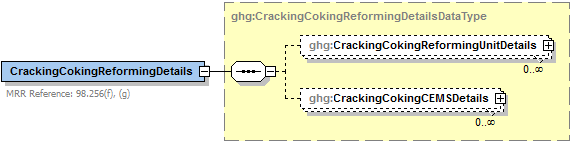 ghg:CrackingCokingReformingDetailsDataType
ghg:CrackingCokingReformingUnitDetails
0..∞
CrackingCokingReformingDetails
MRR Reference: 98.256(f), (g)
ghg:CrackingCokingCEMSDetails
0..∞